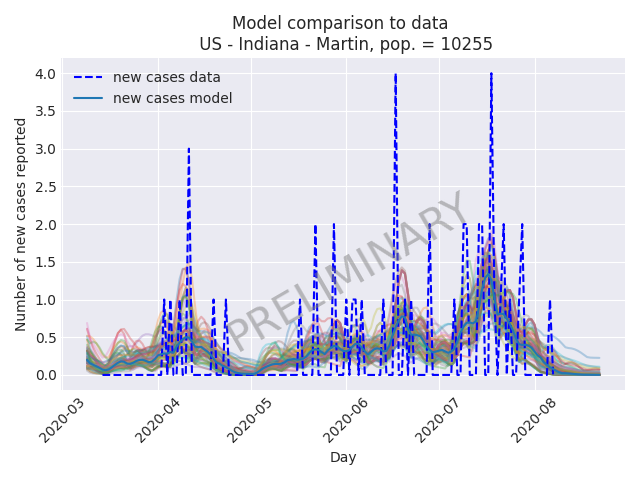 Model comparison to data
US - Indiana - Martin, pop. = 10255
new cases data
new cases model
PRELIMINARY
Number of new cases reported
4.0
3.5
3.0
2.5
2.0
1.5
1.0
0.5
0.0
2020-03
2020-04
2020-05
2020-06
2020-07
2020-08
Day